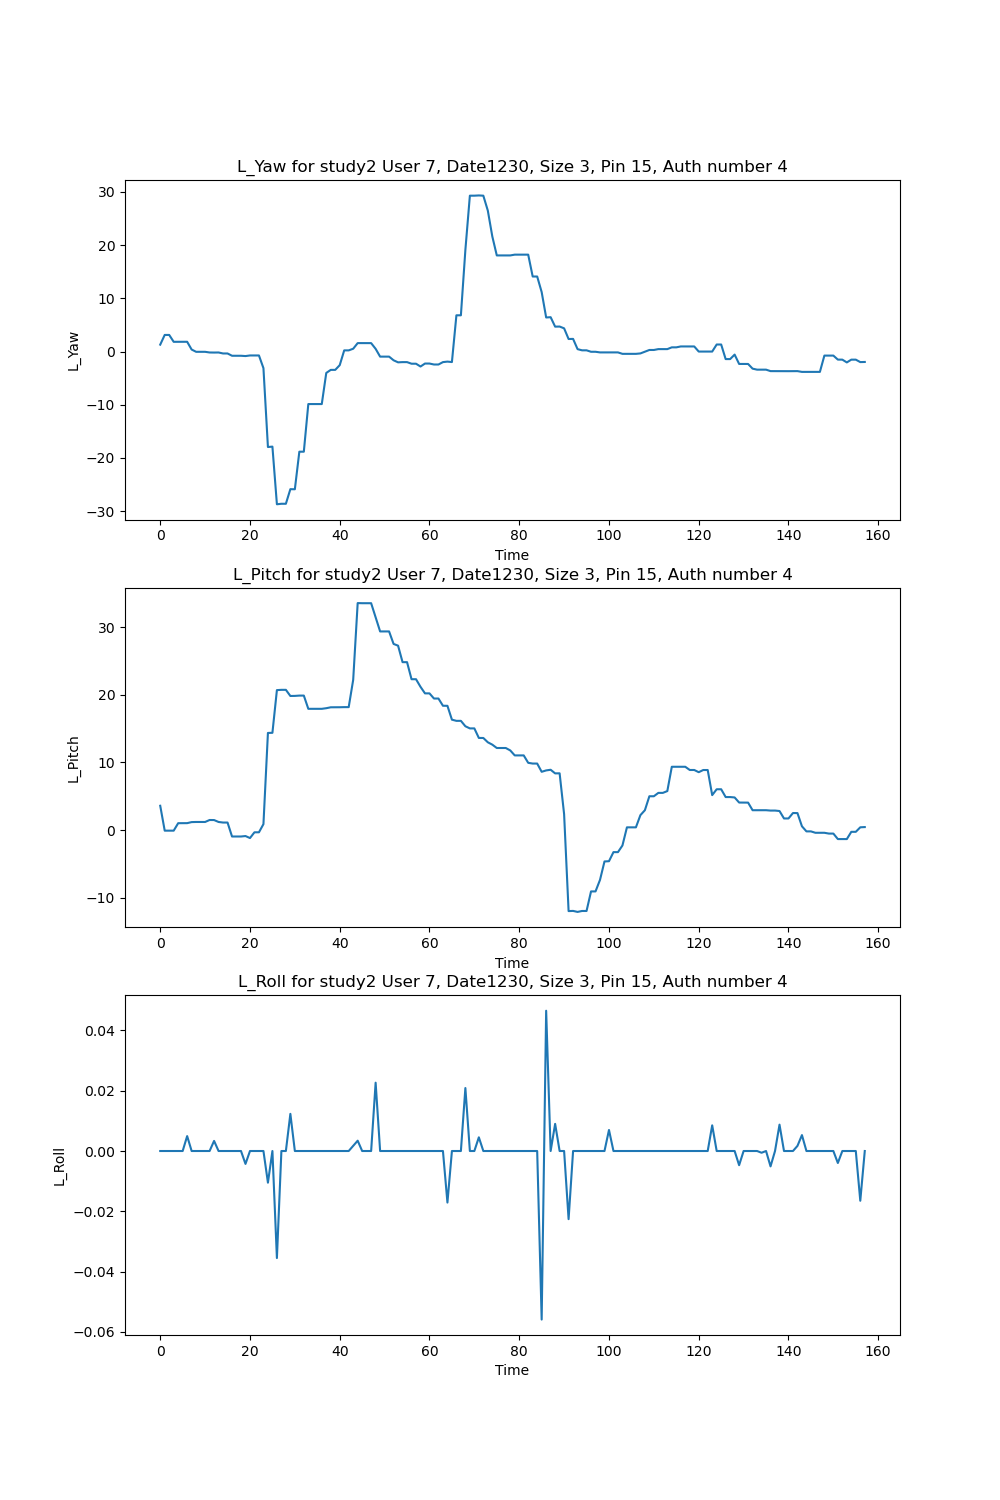 L_Yaw for study2 User 7, Date1230, Size 3, Pin 15, Auth number 4
30
20
10
0
−10
−20
−30
L_Yaw
0 20 40 60 80 100 120 140 160
Time
L_Pitch for study2 User 7, Date1230, Size 3, Pin 15, Auth number 4
30
20
10
0
−10
L_Pitch
0 20 40 60 80 100 120 140 160
Time
L_Roll for study2 User 7, Date1230, Size 3, Pin 15, Auth number 4
0.04
0.02
0.00
−0.02
−0.04
−0.06
L_Roll
0 20 40 60 80 100 120 140 160
Time